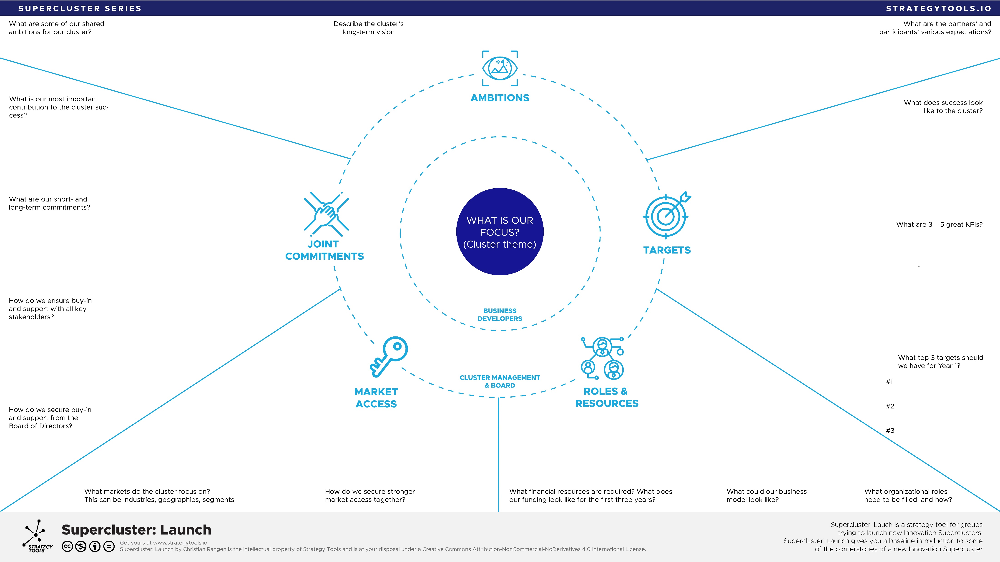 SUPERCLUSTER SERIES
STRATEGYTOOLS.IO
What are some of our shared
ambitions for our cluster?
Describe the cluster's
long-term vision
What are the partners' and
participants' various expectations?
AMBITIONS
What is our most important
contribution to the cluster suc-
cess?
What does success look
like to the cluster?
What are our short- and
long-term commitments?
JOINT
COMMITMENTS
WHAT IS OUR
FOCUS?
(Cluster theme)
TARGETS
What are 3 – 5 great KPIs?
-
How do we ensure buy-in
and support with all key
stakeholders?
BUSINESS
DEVELOPERS
What top 3 targets should
we have for Year 1?
#1
#2
#3
CLUSTER MANAGEMENT
& BOARD
MARKET
ACCESS
ROLES &
RESOURCES
How do we secure buy-in
and support from the
Board of Directors?
What markets do the cluster focus on?
This can be industries, geographies, segments
How do we secure stronger
market access together?
What financial resources are required? What does
our funding look like for the first three years?
What could our business
model look like?
What organizational roles
need to be filled, and how?
STRATEGY
TOOLS
Supercluster: Launch
cc
Get yours at www.strategytools.io
Supercluster: Launch by Christian Rangen is the intellectual property of Strategy Tools and is at your disposal under a Creative Commons Attribution-NonCommercial-NoDerivatives 4.0 International License.
Supercluster: Lauch is a strategy tool for groups
trying to launch new Innovation Superclusters.
Supercluster: Launch gives you a baseline introduction to some
of the cornerstones of a new Innovation Supercluster